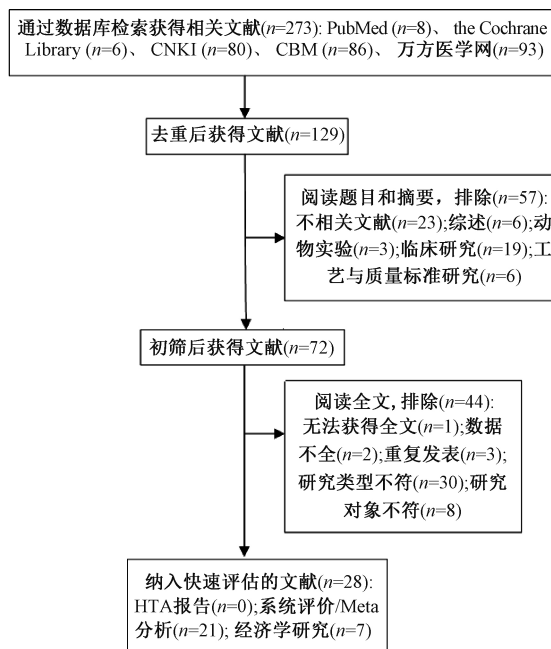 通过数据库检索获得相关文献(n=273): PubMed (n=8)、the Cochrane
Library (n=6)、CNKI (n=80)、CBM (n=86)、万方医学网(n=93)
去重后获得文献(n=129)
阅读题目和摘要，排除(n=57):
不相关文献(n=23);综述(n=6);动
物实验(n=3);临床研究(n=19);工
艺与质量标准研究(n=6)
初筛后获得文献(n=72)
阅读全文,排除(n=44):
无法获得全文(n=1);数据
不全(n=2);重复发表(n=3);
研究类型不符(n=30);研究
对象不符(n=8)
纳入快速评估的文献(n=28):
HTA报告(n=0);系统评价/Meta
分析(n=21); 经济学研究(n=7)